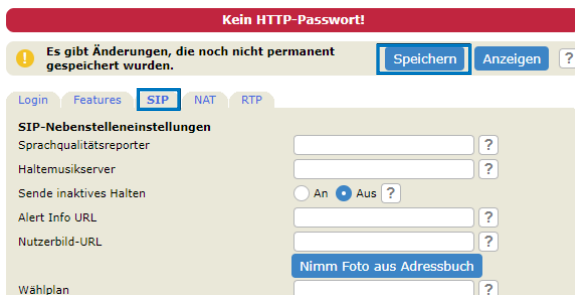 Kein HTTP-Passwort!
Es gibt Änderungen, die noch nicht permanent
gespeichert wurden.
Speichern Anzeigen ?
Login Features SIP NAT RTP
SIP-Nebenstelleneinstellungen
Sprachqualitätsreporter ?
Haltemusikserver ?
Sende inaktives Halten An Aus ?
Alert Info URL ?
Nutzerbild-URL ?
Nimm Foto aus Adressbuch
Wählplan ?